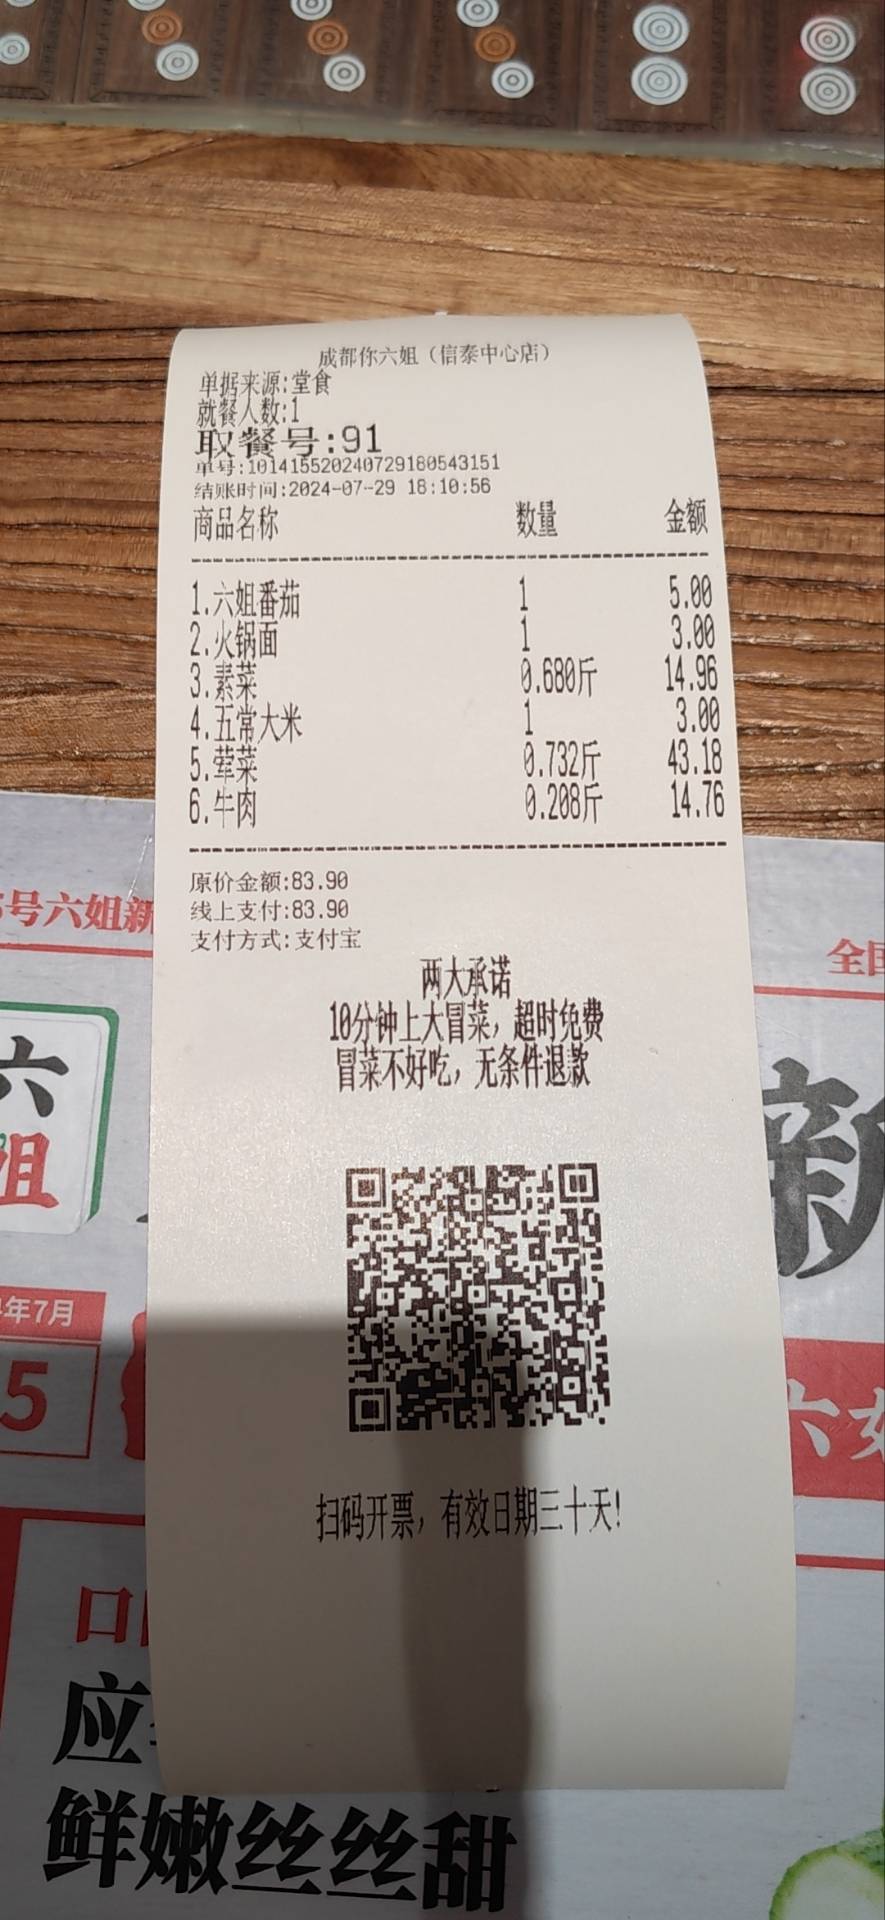 成都你六姐（信泰中心店）
单据来源:堂食
就餐人数:1
取餐号:91
单号:10141552024072918054​3151
结账时间:2024-07-29 18:10:56
商品名称 数量 金额
1.六姐番茄 1 5.00
2.火锅面 1 3.00
3.素菜 0.680斤 14.96
4.五常大米 1 3.00
5.荤菜 0.732斤 43.18
6.牛肉 0.208斤 14.76
原价金额:83.90
线上支付:83.90
支付方式:支付宝
两大承诺
10分钟上大冒菜，超时免费
冒菜不好吃，无条件退款
扫码开票，有效日期三十天!
号六姐新
全国
六
姐
新
年7月
5
六姐
口
应
鲜嫩丝丝甜